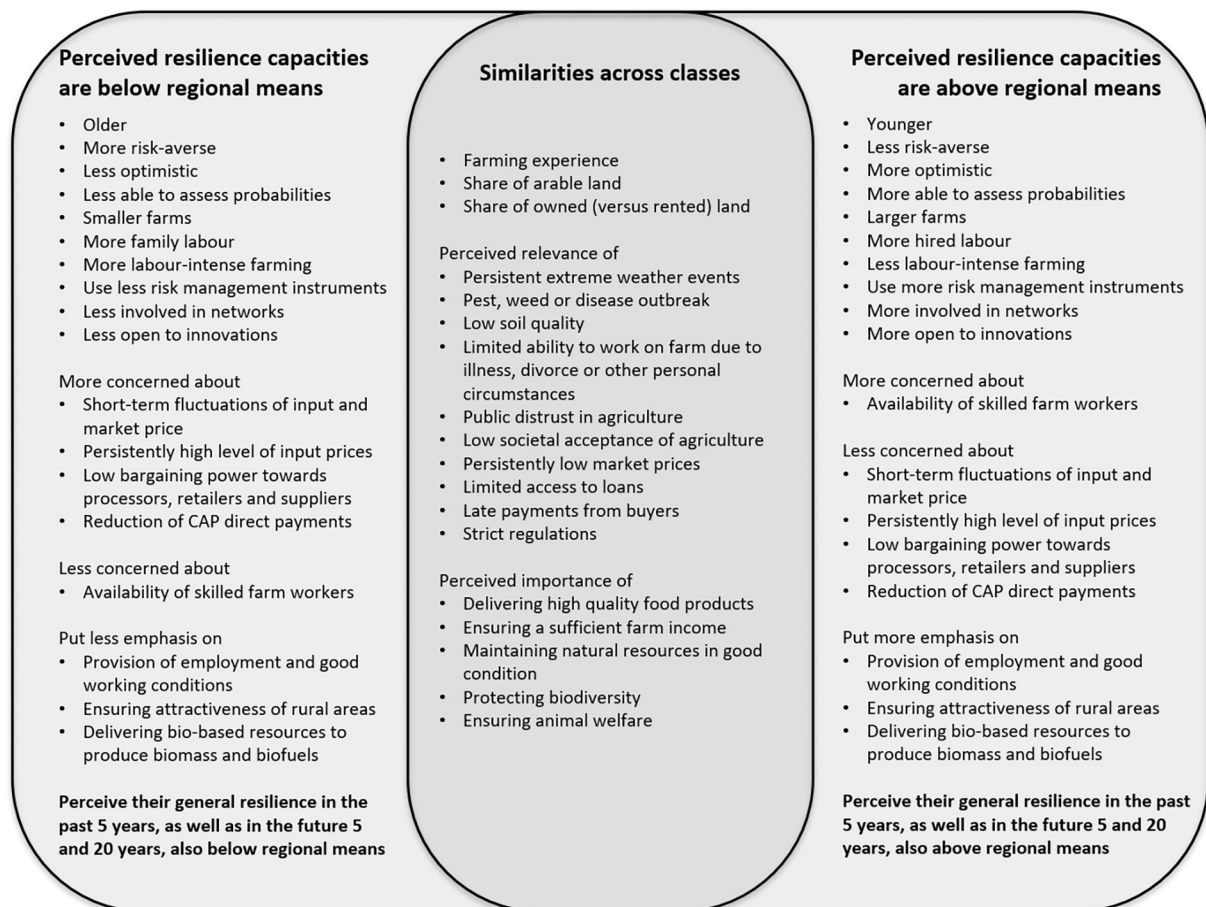 Perceived resilience capacities
are below regional means
• Older
• More risk-averse
• Less optimistic
• Less able to assess probabilities
• Smaller farms
• More family labour
• More labour-intense farming
• Use less risk management instruments
• Less involved in networks
• Less open to innovations
More concerned about
• Short-term fluctuations of input and
market price
• Persistently high level of input prices
• Low bargaining power towards
processors, retailers and suppliers
• Reduction of CAP direct payments
Less concerned about
• Availability of skilled farm workers
Put less emphasis on
• Provision of employment and good
working conditions
• Ensuring attractiveness of rural areas
• Delivering bio-based resources to
produce biomass and biofuels
Perceive their general resilience in the
past 5 years, as well as in the future 5
and 20 years, also below regional means
Similarities across classes
• Farming experience
• Share of arable land
• Share of owned (versus rented) land
Perceived relevance of
• Persistent extreme weather events
• Pest, weed or disease outbreak
• Low soil quality
• Limited ability to work on farm due to
illness, divorce or other personal
circumstances
• Public distrust in agriculture
• Low societal acceptance of agriculture
• Persistently low market prices
• Limited access to loans
• Late payments from buyers
• Strict regulations
Perceived importance of
• Delivering high quality food products
• Ensuring a sufficient farm income
• Maintaining natural resources in good
condition
• Protecting biodiversity
• Ensuring animal welfare
Perceived resilience capacities
are above regional means
• Younger
• Less risk-averse
• More optimistic
• More able to assess probabilities
• Larger farms
• More hired labour
• Less labour-intense farming
• Use more risk management instruments
• More involved in networks
• More open to innovations
More concerned about
• Availability of skilled farm workers
Less concerned about
• Short-term fluctuations of input and
market price
• Persistently high level of input prices
• Low bargaining power towards
processors, retailers and suppliers
• Reduction of CAP direct payments
Put more emphasis on
• Provision of employment and good
working conditions
• Ensuring attractiveness of rural areas
• Delivering bio-based resources to
produce biomass and biofuels
Perceive their general resilience in the past
5 years, as well as in the future 5 and 20
years, also above regional means